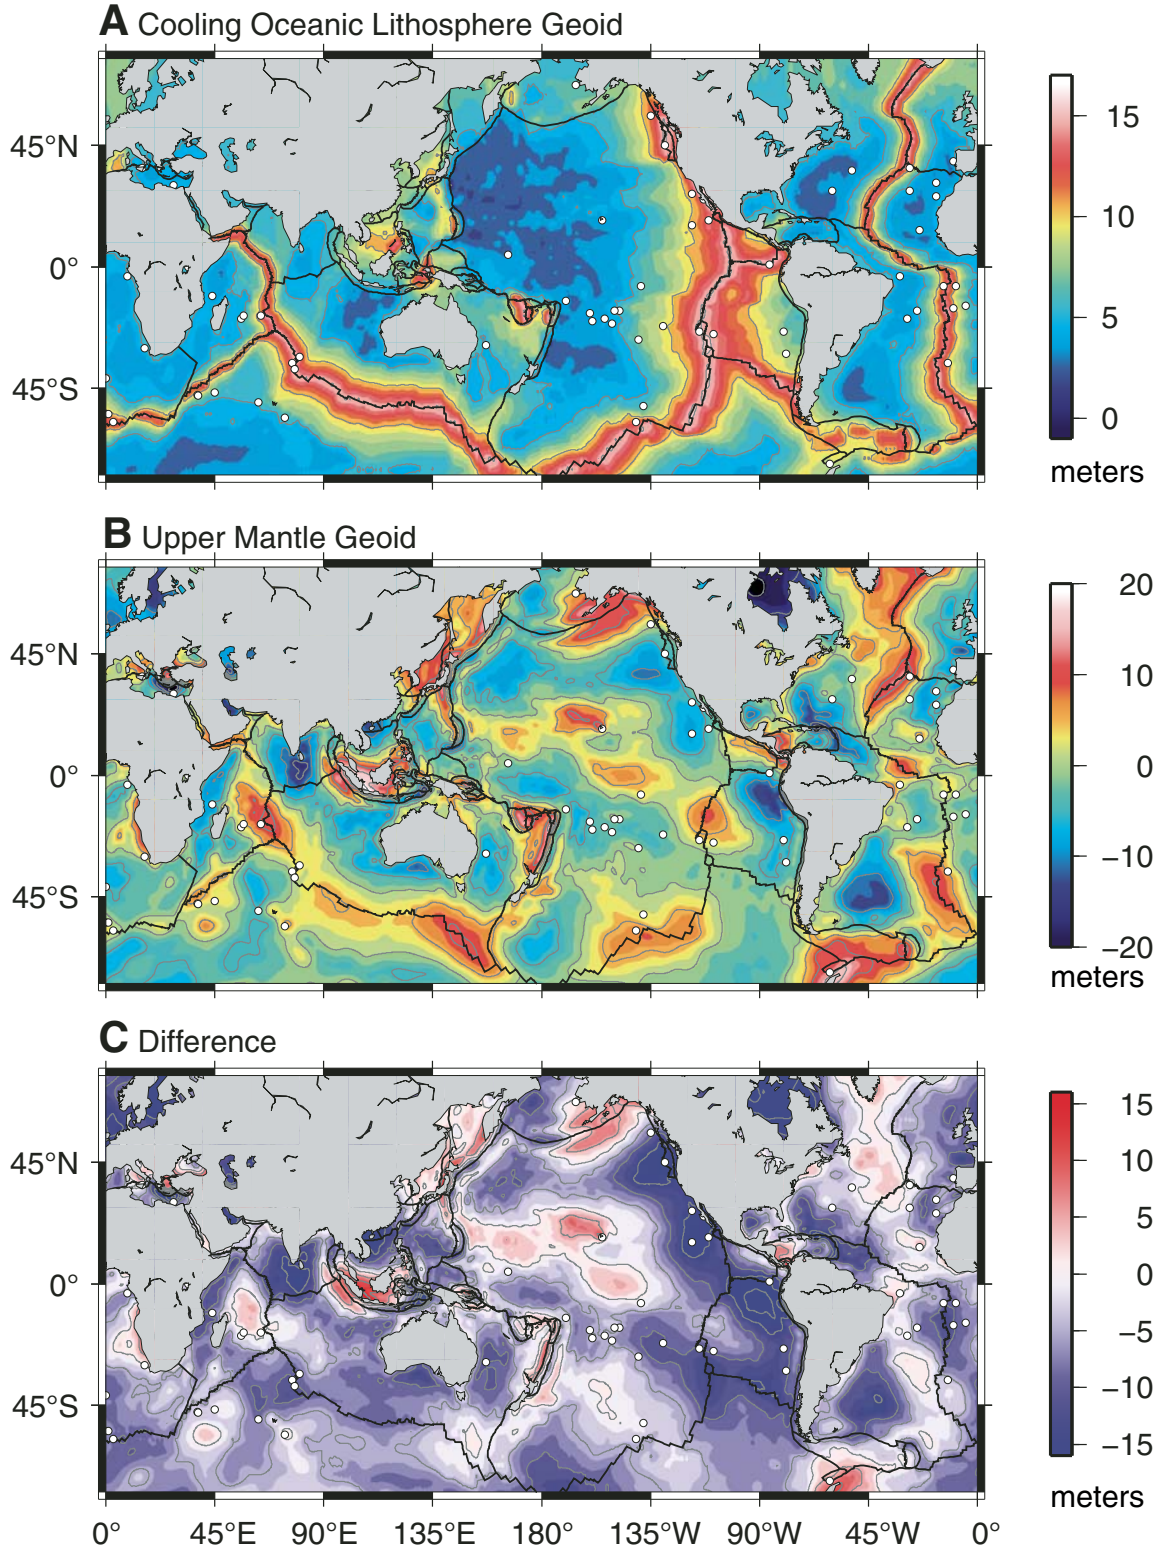 A Cooling Oceanic Lithosphere Geoid
45°N
0°
45°S
15
10
5
0
meters
B Upper Mantle Geoid
45°N
0°
45°S
20
10
0
−10
−20
meters
C Difference
45°N
0°
45°S
15
10
5
0
−5
−10
−15
meters
0° 45°E 90°E 135°E 180° 135°W 90°W 45°W 0°